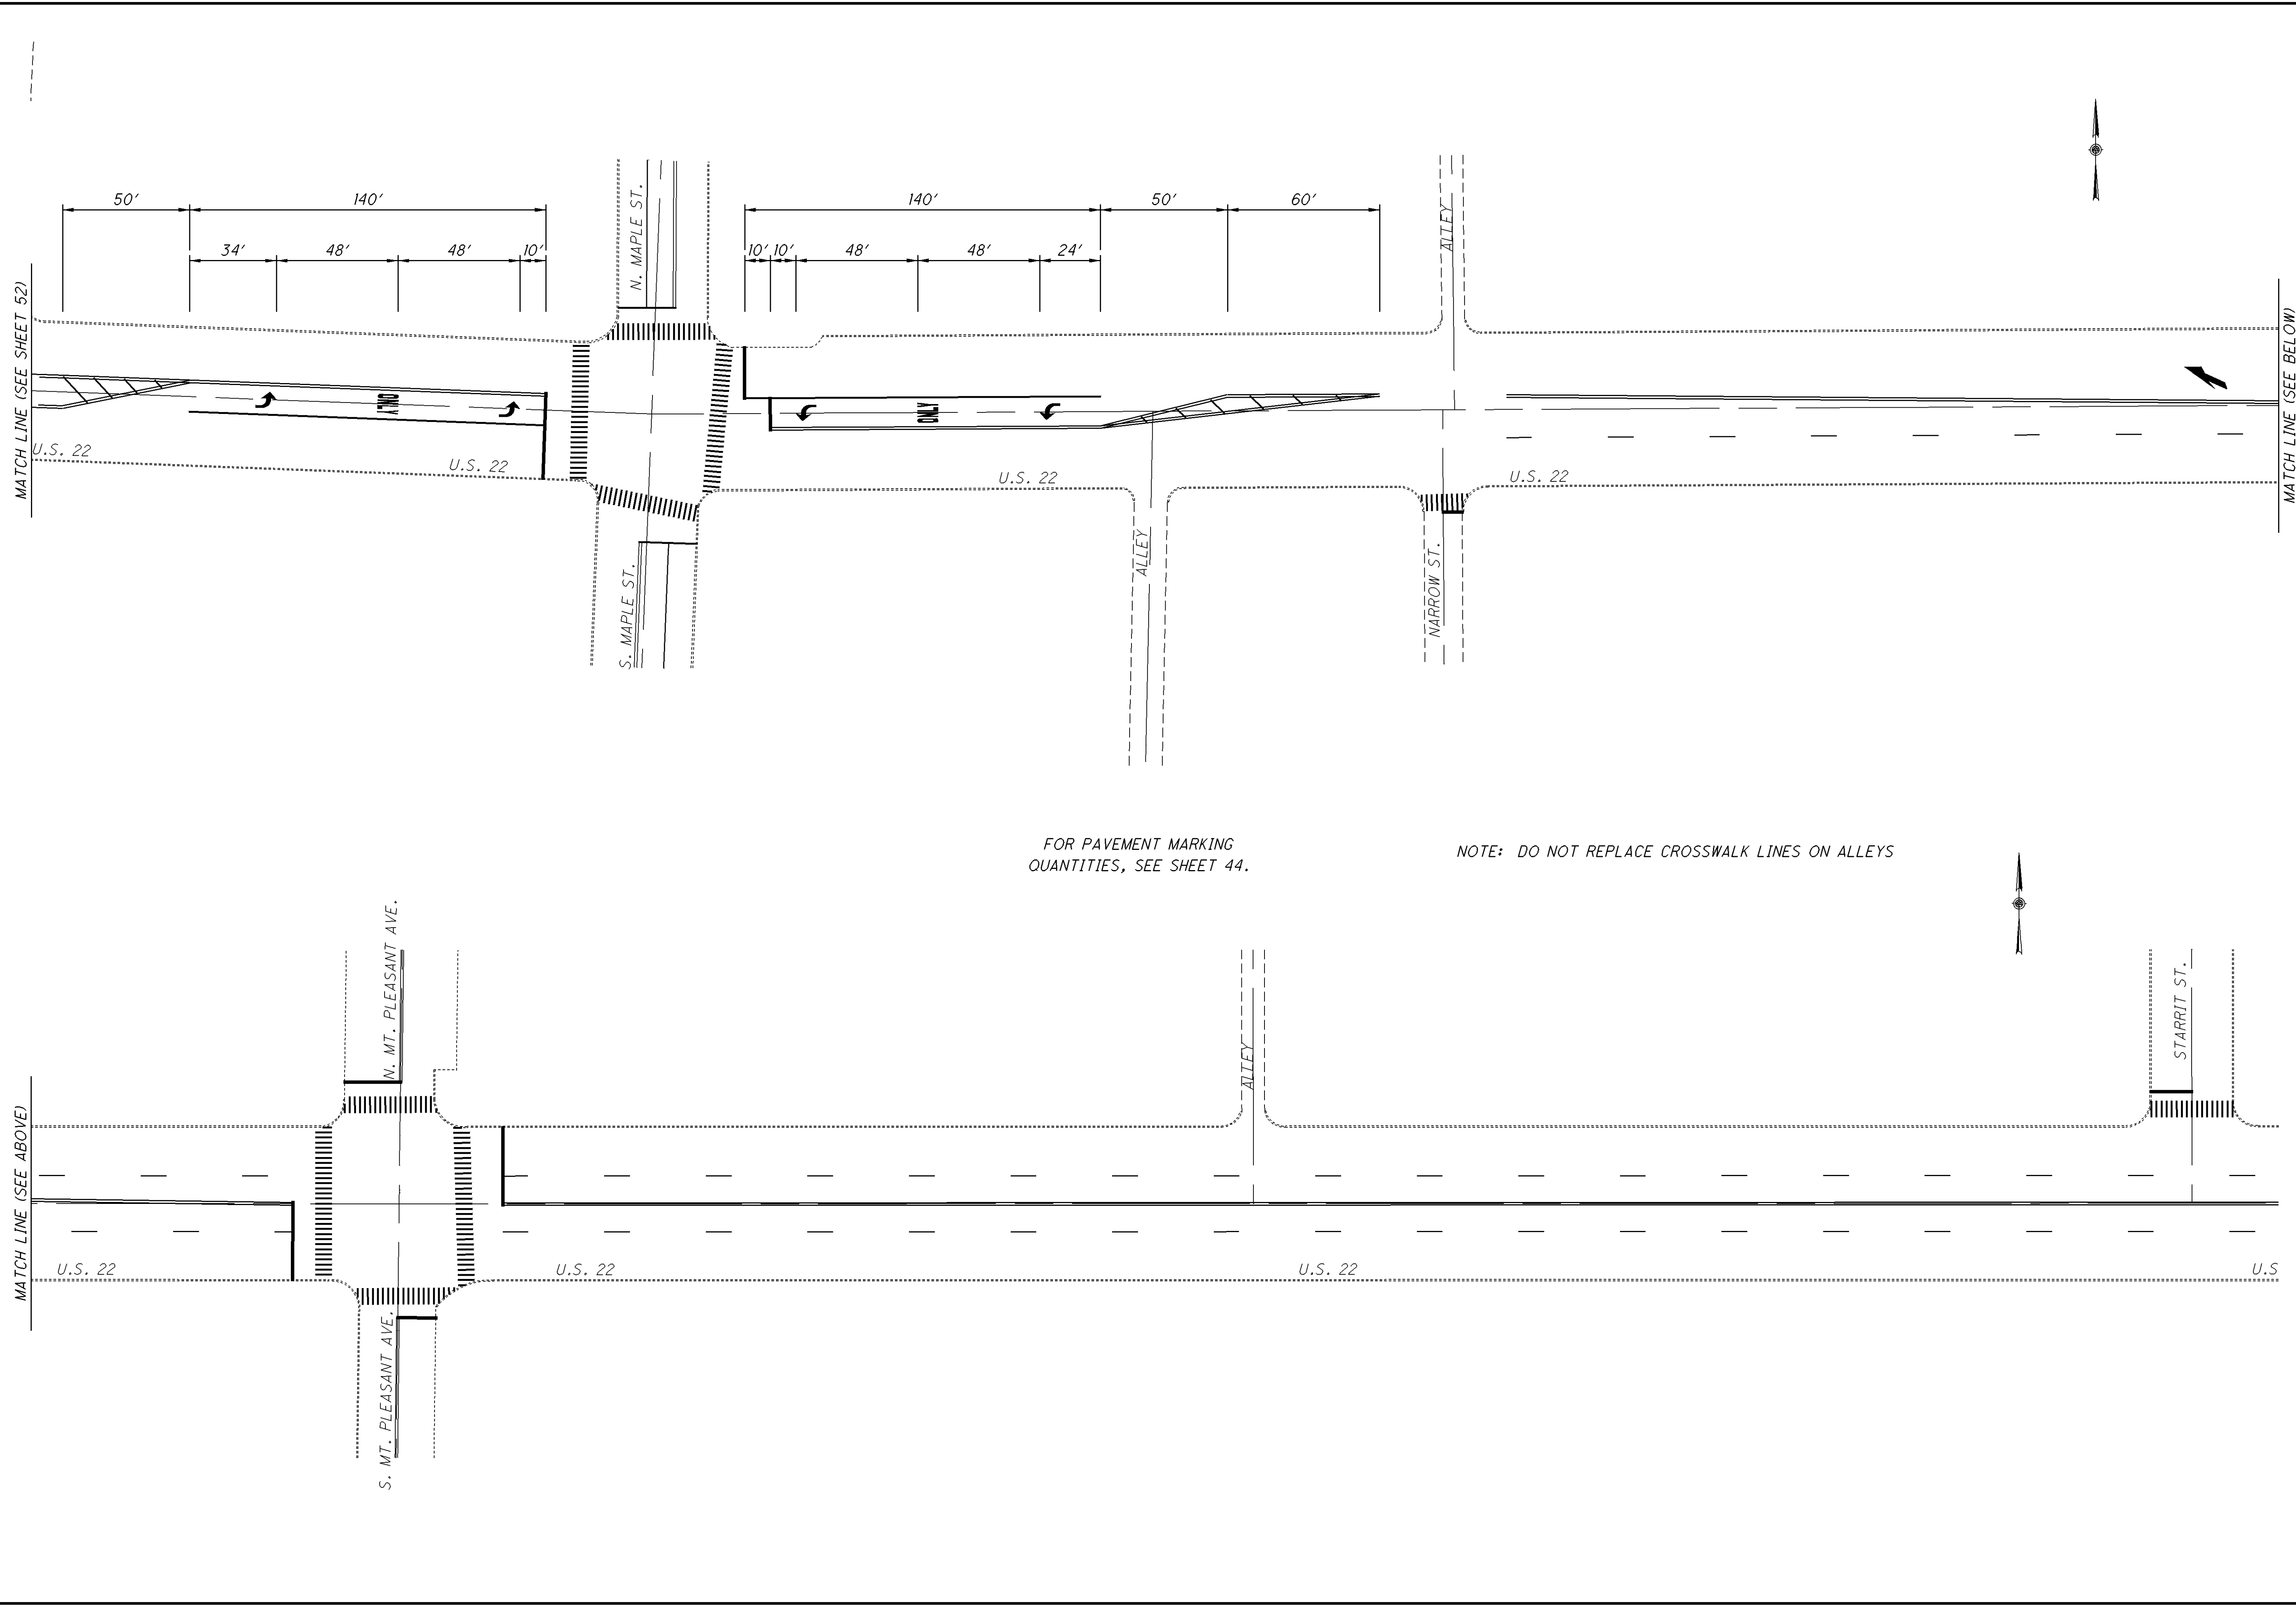 50'
140'
140'
50'
60'
34'
48'
48'
10'
10'
10'
48'
48'
24'
N. MAPLE ST.
ALLEY
MATCH LINE (SEE SHEET 52)
MATCH LINE (SEE BELOW)
ONLY
ONLY
U.S. 22
U.S. 22
U.S. 22
U.S. 22
S. MAPLE ST.
ALLEY
NARROW ST.
FOR PAVEMENT MARKING
QUANTITIES, SEE SHEET 44.
NOTE: DO NOT REPLACE CROSSWALK LINES ON ALLEYS
N. MT. PLEASANT AVE.
ALLEY
STARRIT ST.
MATCH LINE (SEE ABOVE)
U.S. 22
U.S. 22
U.S. 22
U.S
S. MT. PLEASANT AVE.